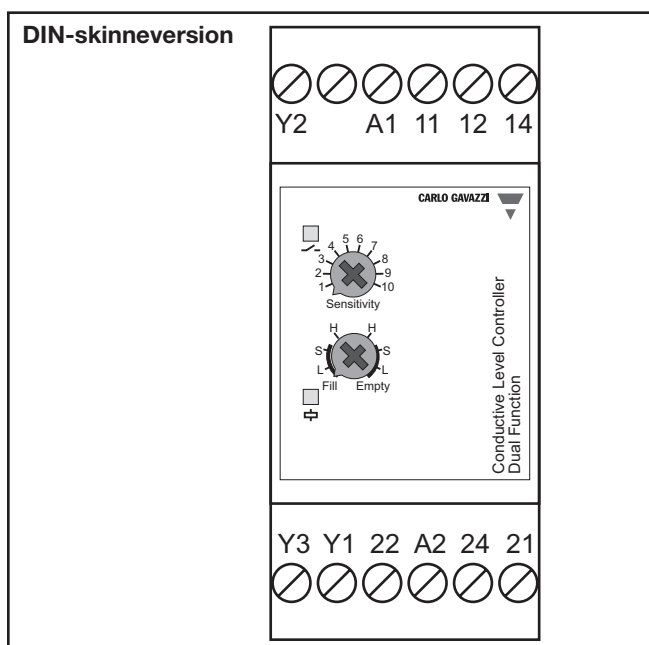 DIN-skinneversion
Y2 A1 11 12 14
CARLO GAVAZZI
1 2 3 4 5 6 7 8 9 10
Sensitivity
H H
S S
L L
Fill Empty
Conductive Level Controller
Dual Function
Y3 Y1 22 A2 24 21